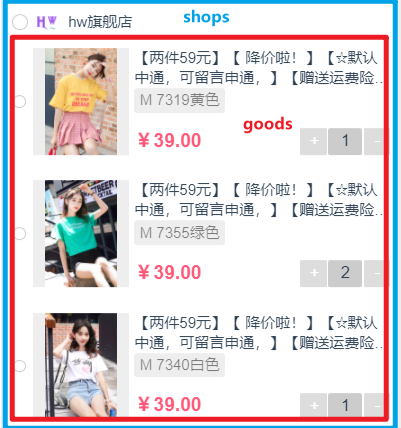 shops
HW hw旗舰店
【两件59元】【 降价啦！】【☆默认
中通，可留言申通，】【赠送运费险..
M 7319黄色
goods
￥39.00 + 1 -
【两件59元】【 降价啦！】【☆默认
中通，可留言申通，】【赠送运费险..
M 7355绿色
￥39.00 + 2 -
【两件59元】【 降价啦！】【☆默认
中通，可留言申通，】【赠送运费险..
M 7340白色
￥39.00 + 1 -